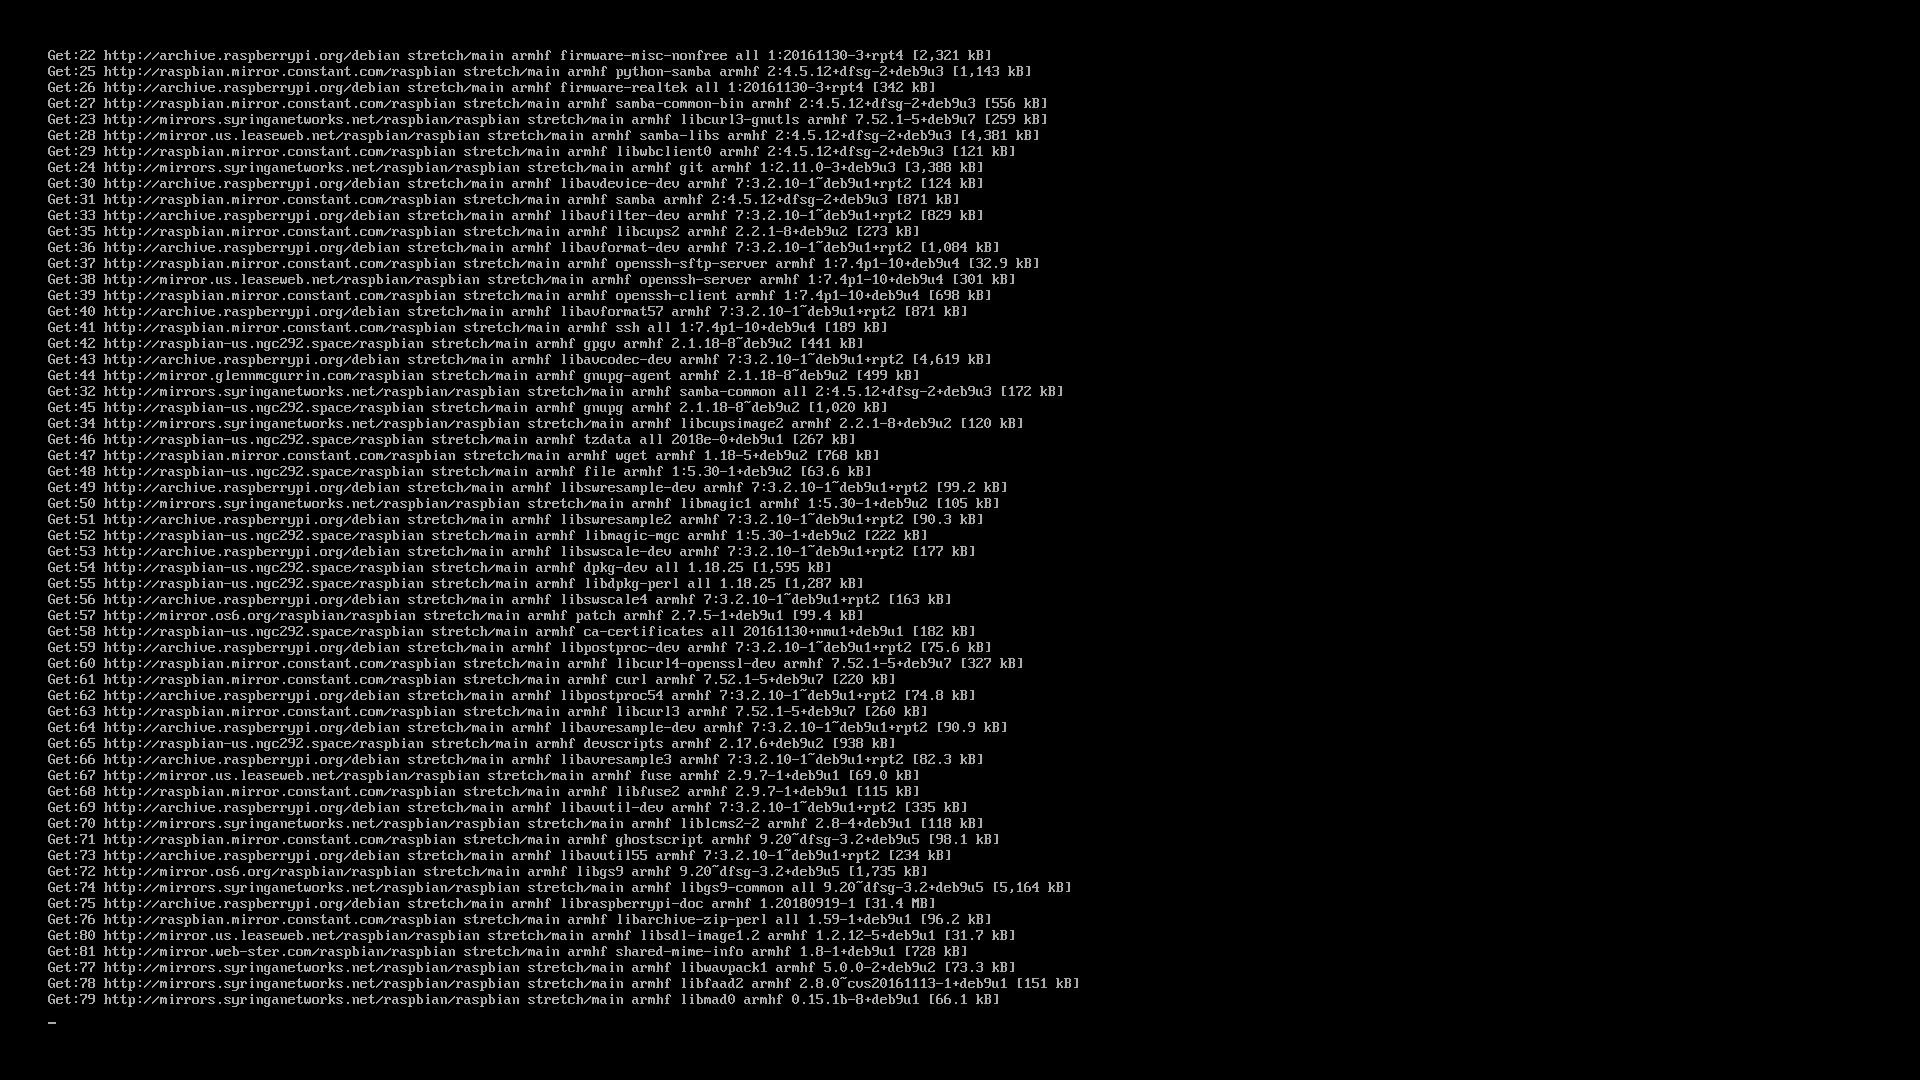 Get:22 http://archive.raspberrypi.org/debian stretch/main armhf firmware-misc-nonfree all 1:20161130-3+rpt4 [2,321 kB]
Get:25 http://raspbian.mirror.constant.com/raspbian stretch/main armhf python-samba armhf 2:4.5.12+dfsg-2+deb9u3 [1,143 kB]
Get:26 http://archive.raspberrypi.org/debian stretch/main armhf firmware-realtek all 1:20161130-3+rpt4 [342 kB]
Get:27 http://raspbian.mirror.constant.com/raspbian stretch/main armhf samba-common-bin armhf 2:4.5.12+dfsg-2+deb9u3 [556 kB]
Get:23 http://mirrors.syringanetworks.net/raspbian/raspbian stretch/main armhf libcurl3-gnutls armhf 7.52.1-5+deb9u7 [259 kB]
Get:28 http://mirror.us.leaseweb.net/raspbian/raspbian stretch/main armhf samba-libs armhf 2:4.5.12+dfsg-2+deb9u3 [4,381 kB]
Get:29 http://raspbian.mirror.constant.com/raspbian stretch/main armhf libwbclient0 armhf 2:4.5.12+dfsg-2+deb9u3 [121 kB]
Get:24 http://mirrors.syringanetworks.net/raspbian/raspbian stretch/main armhf git armhf 1:2.11.0-3+deb9u3 [3,388 kB]
Get:30 http://archive.raspberrypi.org/debian stretch/main armhf libavdevice-dev armhf 7:3.2.10-1~deb9u1+rpt2 [124 kB]
Get:31 http://raspbian.mirror.constant.com/raspbian stretch/main armhf samba armhf 2:4.5.12+dfsg-2+deb9u3 [871 kB]
Get:33 http://archive.raspberrypi.org/debian stretch/main armhf libavfilter-dev armhf 7:3.2.10-1~deb9u1+rpt2 [829 kB]
Get:35 http://raspbian.mirror.constant.com/raspbian stretch/main armhf libcups2 armhf 2.2.1-8+deb9u2 [273 kB]
Get:36 http://archive.raspberrypi.org/debian stretch/main armhf libavformat-dev armhf 7:3.2.10-1~deb9u1+rpt2 [1,084 kB]
Get:37 http://raspbian.mirror.constant.com/raspbian stretch/main armhf openssh-sftp-server armhf 1:7.4p1-10+deb9u4 [32.9 kB]
Get:38 http://mirror.us.leaseweb.net/raspbian/raspbian stretch/main armhf openssh-server armhf 1:7.4p1-10+deb9u4 [301 kB]
Get:39 http://raspbian.mirror.constant.com/raspbian stretch/main armhf openssh-client armhf 1:7.4p1-10+deb9u4 [698 kB]
Get:40 http://archive.raspberrypi.org/debian stretch/main armhf libavformat57 armhf 7:3.2.10-1~deb9u1+rpt2 [871 kB]
Get:41 http://raspbian.mirror.constant.com/raspbian stretch/main armhf ssh all 1:7.4p1-10+deb9u4 [189 kB]
Get:42 http://raspbian-us.ngc292.space/raspbian stretch/main armhf gpgv armhf 2.1.18-8~deb9u2 [441 kB]
Get:43 http://archive.raspberrypi.org/debian stretch/main armhf libavcodec-dev armhf 7:3.2.10-1~deb9u1+rpt2 [4,619 kB]
Get:44 http://mirror.glennmcgurrin.com/raspbian stretch/main armhf gnupg-agent armhf 2.1.18-8~deb9u2 [499 kB]
Get:32 http://mirrors.syringanetworks.net/raspbian/raspbian stretch/main armhf samba-common all 2:4.5.12+dfsg-2+deb9u3 [172 kB]
Get:45 http://raspbian-us.ngc292.space/raspbian stretch/main armhf gnupg armhf 2.1.18-8~deb9u2 [1,020 kB]
Get:34 http://mirrors.syringanetworks.net/raspbian/raspbian stretch/main armhf libcupsimage2 armhf 2.2.1-8+deb9u2 [120 kB]
Get:46 http://raspbian-us.ngc292.space/raspbian stretch/main armhf tzdata all 2018e-0+deb9u1 [267 kB]
Get:47 http://raspbian.mirror.constant.com/raspbian stretch/main armhf wget armhf 1.18-5+deb9u2 [768 kB]
Get:48 http://raspbian-us.ngc292.space/raspbian stretch/main armhf file armhf 1:5.30-1+deb9u2 [63.6 kB]
Get:49 http://archive.raspberrypi.org/debian stretch/main armhf libswresample-dev armhf 7:3.2.10-1~deb9u1+rpt2 [99.2 kB]
Get:50 http://mirrors.syringanetworks.net/raspbian/raspbian stretch/main armhf libmagic1 armhf 1:5.30-1+deb9u2 [105 kB]
Get:51 http://archive.raspberrypi.org/debian stretch/main armhf libswresample2 armhf 7:3.2.10-1~deb9u1+rpt2 [90.3 kB]
Get:52 http://raspbian-us.ngc292.space/raspbian stretch/main armhf libmagic-mgc armhf 1:5.30-1+deb9u2 [222 kB]
Get:53 http://archive.raspberrypi.org/debian stretch/main armhf libswscale-dev armhf 7:3.2.10-1~deb9u1+rpt2 [177 kB]
Get:54 http://raspbian-us.ngc292.space/raspbian stretch/main armhf dpkg-dev all 1.18.25 [1,595 kB]
Get:55 http://raspbian-us.ngc292.space/raspbian stretch/main armhf libdpkg-perl all 1.18.25 [1,287 kB]
Get:56 http://archive.raspberrypi.org/debian stretch/main armhf libswscale4 armhf 7:3.2.10-1~deb9u1+rpt2 [163 kB]
Get:57 http://mirror.os6.org/raspbian/raspbian stretch/main armhf patch armhf 2.7.5-1+deb9u1 [99.4 kB]
Get:58 http://raspbian-us.ngc292.space/raspbian stretch/main armhf ca-certificates all 20161130+nmu1+deb9u1 [182 kB]
Get:59 http://archive.raspberrypi.org/debian stretch/main armhf libpostproc-dev armhf 7:3.2.10-1~deb9u1+rpt2 [75.6 kB]
Get:60 http://raspbian.mirror.constant.com/raspbian stretch/main armhf libcurl4-openssl-dev armhf 7.52.1-5+deb9u7 [327 kB]
Get:61 http://raspbian.mirror.constant.com/raspbian stretch/main armhf curl armhf 7.52.1-5+deb9u7 [220 kB]
Get:62 http://archive.raspberrypi.org/debian stretch/main armhf libpostproc54 armhf 7:3.2.10-1~deb9u1+rpt2 [74.8 kB]
Get:63 http://raspbian.mirror.constant.com/raspbian stretch/main armhf libcurl3 armhf 7.52.1-5+deb9u7 [260 kB]
Get:64 http://archive.raspberrypi.org/debian stretch/main armhf libavresample-dev armhf 7:3.2.10-1~deb9u1+rpt2 [90.9 kB]
Get:65 http://raspbian-us.ngc292.space/raspbian stretch/main armhf devscripts armhf 2.17.6+deb9u2 [938 kB]
Get:66 http://archive.raspberrypi.org/debian stretch/main armhf libavresample3 armhf 7:3.2.10-1~deb9u1+rpt2 [82.3 kB]
Get:67 http://mirror.us.leaseweb.net/raspbian/raspbian stretch/main armhf fuse armhf 2.9.7-1+deb9u1 [69.0 kB]
Get:68 http://raspbian.mirror.constant.com/raspbian stretch/main armhf libfuse2 armhf 2.9.7-1+deb9u1 [115 kB]
Get:69 http://archive.raspberrypi.org/debian stretch/main armhf libavutil-dev armhf 7:3.2.10-1~deb9u1+rpt2 [335 kB]
Get:70 http://mirrors.syringanetworks.net/raspbian/raspbian stretch/main armhf liblcms2-2 armhf 2.8-4+deb9u1 [118 kB]
Get:71 http://raspbian.mirror.constant.com/raspbian stretch/main armhf ghostscript armhf 9.20~dfsg-3.2+deb9u5 [98.1 kB]
Get:73 http://archive.raspberrypi.org/debian stretch/main armhf libavutil55 armhf 7:3.2.10-1~deb9u1+rpt2 [234 kB]
Get:72 http://mirror.os6.org/raspbian/raspbian stretch/main armhf libgs9 armhf 9.20~dfsg-3.2+deb9u5 [1,735 kB]
Get:74 http://mirrors.syringanetworks.net/raspbian/raspbian stretch/main armhf libgs9-common all 9.20~dfsg-3.2+deb9u5 [5,164 kB]
Get:75 http://archive.raspberrypi.org/debian stretch/main armhf libraspberrypi-doc armhf 1.20180919-1 [31.4 MB]
Get:76 http://raspbian.mirror.constant.com/raspbian stretch/main armhf libarchive-zip-perl all 1.59-1+deb9u1 [96.2 kB]
Get:80 http://mirror.us.leaseweb.net/raspbian/raspbian stretch/main armhf libsdl-image1.2 armhf 1.2.12-5+deb9u1 [31.7 kB]
Get:81 http://mirror.web-ster.com/raspbian/raspbian stretch/main armhf shared-mime-info armhf 1.8-1+deb9u1 [728 kB]
Get:77 http://mirrors.syringanetworks.net/raspbian/raspbian stretch/main armhf libwavpack1 armhf 5.0.0-2+deb9u2 [73.3 kB]
Get:78 http://mirrors.syringanetworks.net/raspbian/raspbian stretch/main armhf libfaad2 armhf 2.8.0~cvs20161113-1+deb9u1 [151 kB]
Get:79 http://mirrors.syringanetworks.net/raspbian/raspbian stretch/main armhf libmad0 armhf 0.15.1b-8+deb9u1 [66.1 kB]